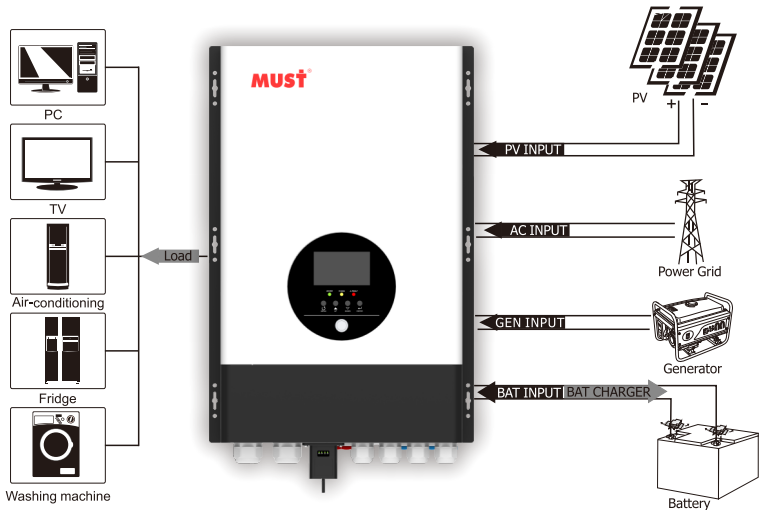 MUST®
PC
TV
Air-conditioning
Fridge
Washing machine
Load
PV
+ −
PV INPUT
AC INPUT
Power Grid
GEN INPUT
Generator
BAT INPUT BAT CHARGER
Battery